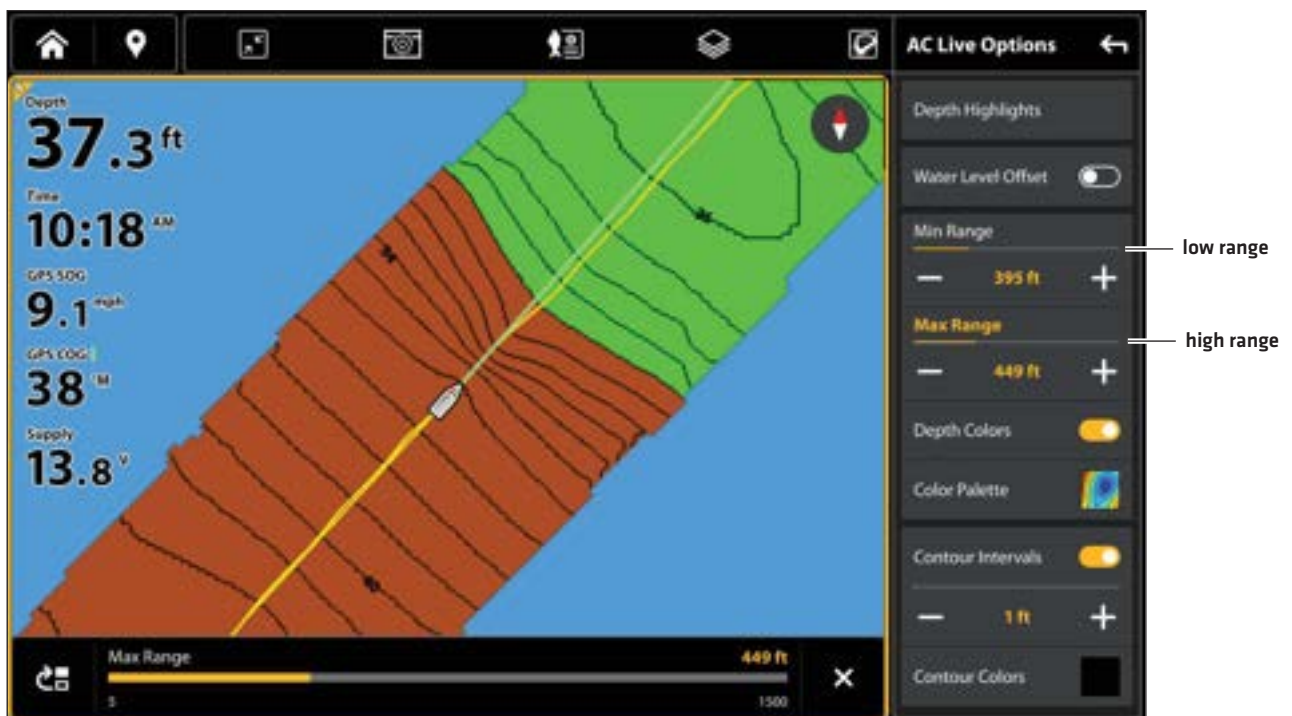 AC Live Options
Depth
37.3 ft
Time
10:18 AM
GPS SOG
9.1 mph
GPS COG
38 °M
Supply
13.8 V
34
40
Depth Highlights
Water Level Offset
Min Range
395 ft
Max Range
449 ft
Depth Colors
Color Palette
Contour Intervals
1 ft
Contour Colors
low range
high range
Max Range
449 ft
5
1500